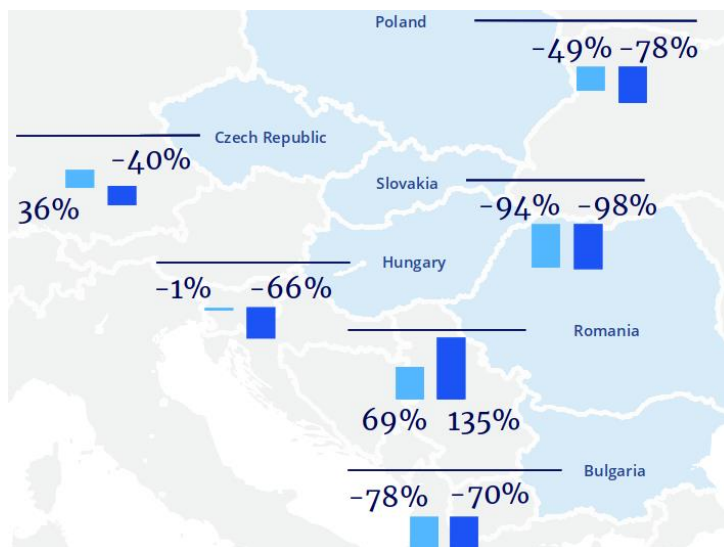 Poland
-49% -78%
Czech Republic
-40%
36%
Slovakia
-94% -98%
Hungary
-1% -66%
Romania
69% 135%
Bulgaria
-78% -70%